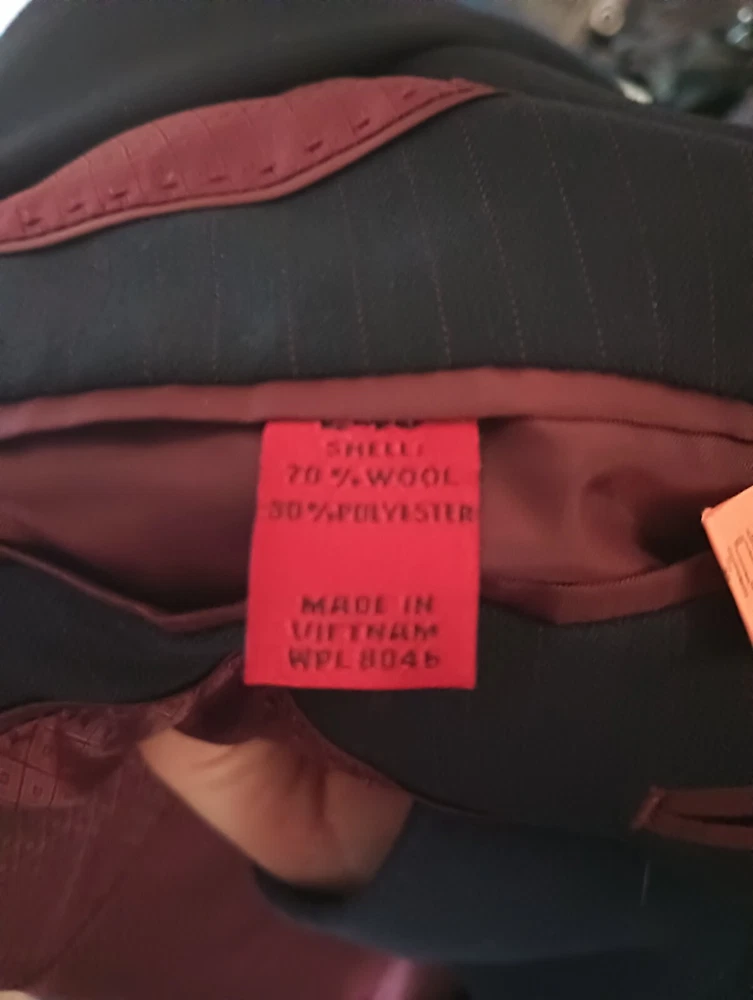 SHELL:
70 % WOOL
30 % POLYESTER
MADE IN
VIETNAM
WPL 8046